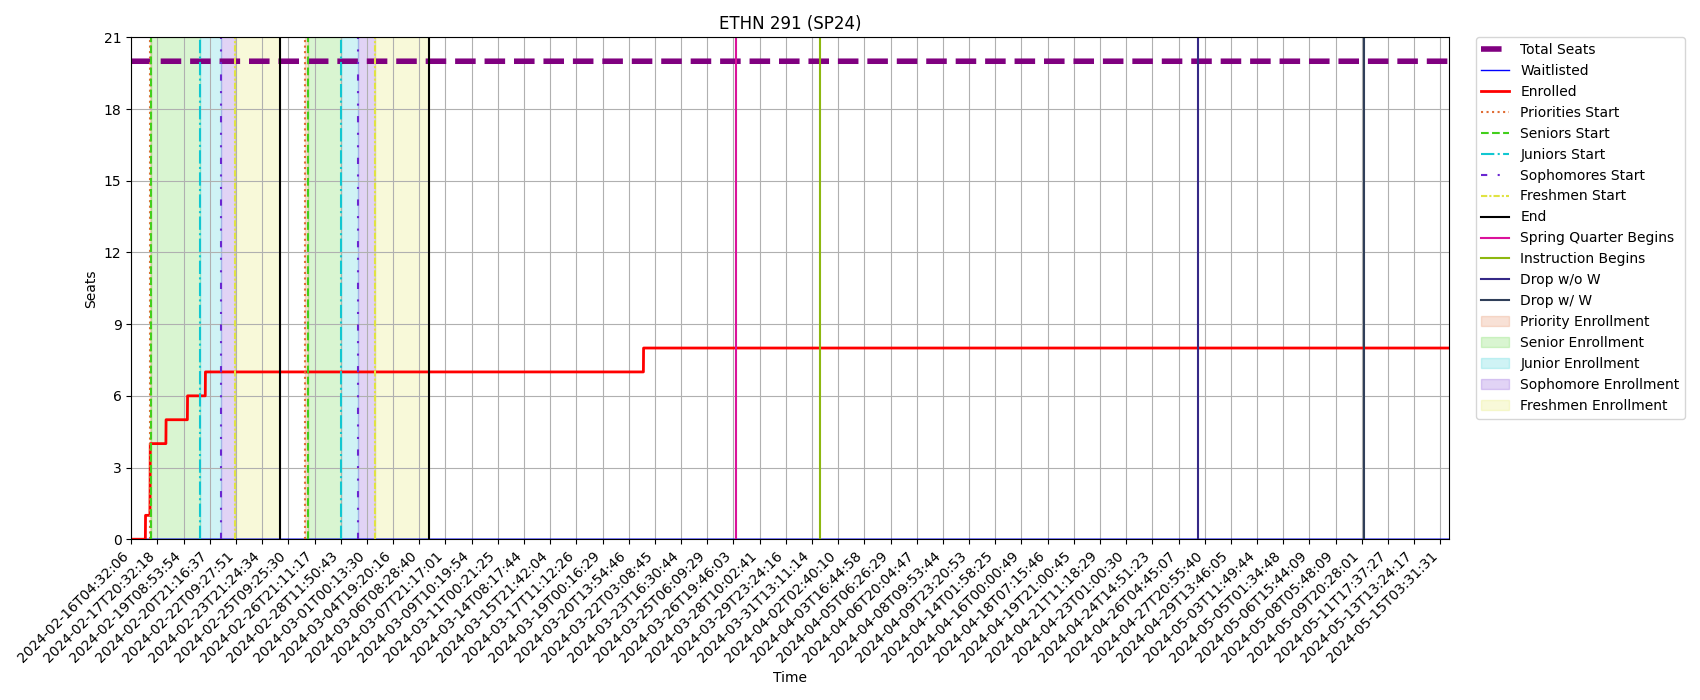 ETHN 291 (SP24)
21
18
15
12
9
6
3
0
Seats
2024-02-16T04:32:06
2024-02-17T20:32:18
2024-02-19T08:53:54
2024-02-20T21:16:37
2024-02-22T09:27:51
2024-02-23T21:24:34
2024-02-25T09:25:30
2024-02-26T21:11:17
2024-02-28T11:50:43
2024-03-01T00:13:30
2024-03-04T19:20:16
2024-03-06T08:28:40
2024-03-07T21:17:01
2024-03-09T10:19:54
2024-03-11T00:21:25
2024-03-14T08:17:44
2024-03-15T21:42:04
2024-03-17T11:12:26
2024-03-19T00:16:29
2024-03-20T13:54:46
2024-03-22T03:08:45
2024-03-23T16:30:44
2024-03-25T06:09:29
2024-03-26T19:46:03
2024-03-28T10:02:41
2024-03-29T23:24:16
2024-03-31T13:11:14
2024-04-02T02:40:10
2024-04-03T16:44:58
2024-04-05T06:26:29
2024-04-06T20:04:47
2024-04-08T09:53:44
2024-04-09T23:20:53
2024-04-14T01:58:25
2024-04-16T00:00:49
2024-04-18T07:15:46
2024-04-19T21:00:45
2024-04-21T11:18:29
2024-04-23T01:00:30
2024-04-24T14:51:23
2024-04-26T04:45:07
2024-04-27T20:55:40
2024-04-29T13:46:05
2024-05-03T11:49:44
2024-05-05T01:34:48
2024-05-06T15:44:09
2024-05-08T05:48:09
2024-05-09T20:28:01
2024-05-11T17:37:27
2024-05-13T13:24:17
2024-05-15T03:31:31
Time
Total Seats
Waitlisted
Enrolled
Priorities Start
Seniors Start
Juniors Start
Sophomores Start
Freshmen Start
End
Spring Quarter Begins
Instruction Begins
Drop w/o W
Drop w/ W
Priority Enrollment
Senior Enrollment
Junior Enrollment
Sophomore Enrollment
Freshmen Enrollment